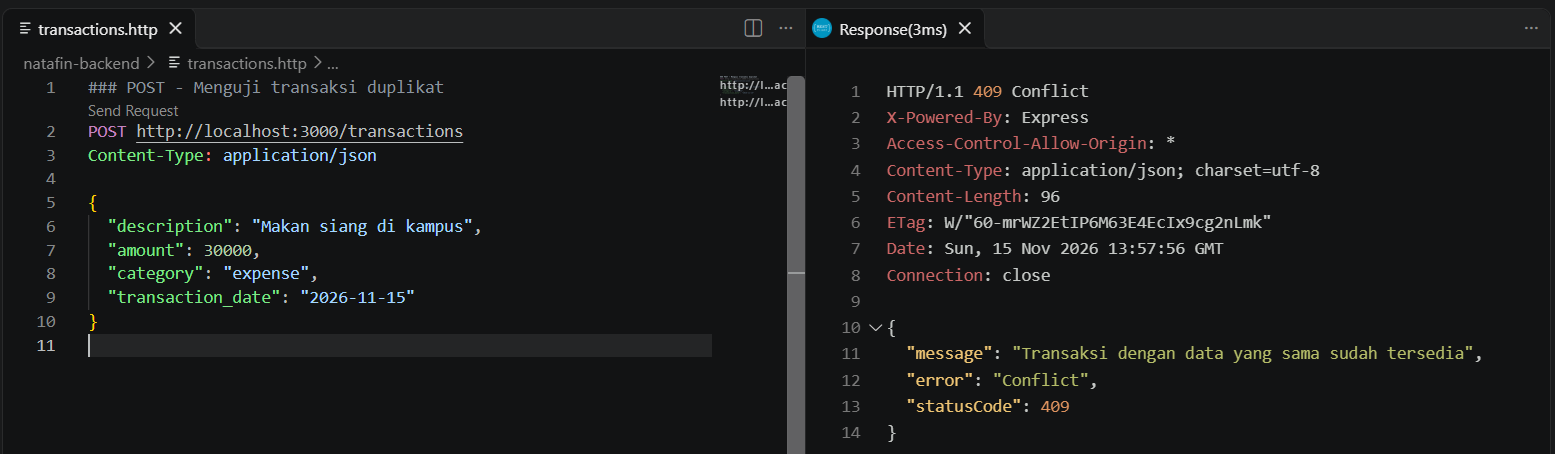 transactions.http
natafin-backend > transactions.http > ...
1 ### POST - Menguji transaksi duplikat
Send Request
2 POST http://localhost:3000/transactions
3 Content-Type: application/json
4
5 {
6 "description": "Makan siang di kampus",
7 "amount": 30000,
8 "category": "expense",
9 "transaction_date": "2026-11-15"
10 }
11
http://l...ac
http://l...ac
Response(3ms)
1 HTTP/1.1 409 Conflict
2 X-Powered-By: Express
3 Access-Control-Allow-Origin: *
4 Content-Type: application/json; charset=utf-8
5 Content-Length: 96
6 ETag: W/"60-mrWZ2EtIP6M63E4EcIx9cg2nLmk"
7 Date: Sun, 15 Nov 2026 13:57:56 GMT
8 Connection: close
9
10 {
11 "message": "Transaksi dengan data yang sama sudah tersedia",
12 "error": "Conflict",
13 "statusCode": 409
14 }